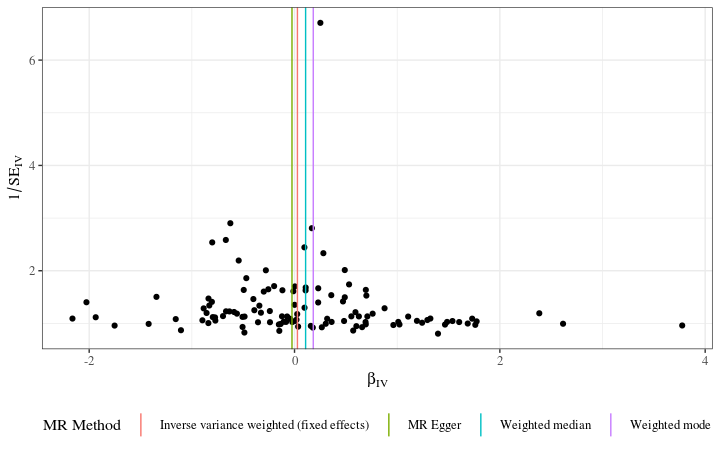 6
4
2
1/SE_IV
-2
0
2
4
β_IV
MR Method
Inverse variance weighted (fixed effects)
MR Egger
Weighted median
Weighted mode